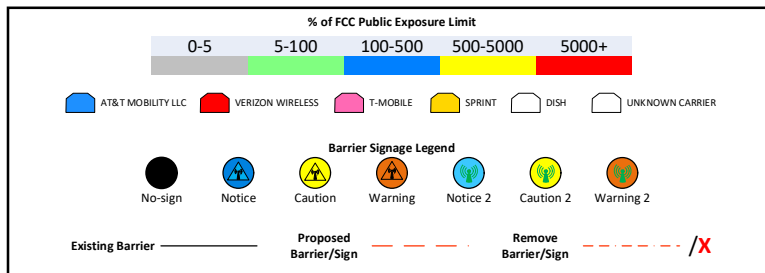 % of FCC Public Exposure Limit
0-5 5-100 100-500 500-5000 5000+
AT&T MOBILITY LLC VERIZON WIRELESS T-MOBILE SPRINT DISH UNKNOWN CARRIER
Barrier Signage Legend
No-sign Notice Caution Warning Notice 2 Caution 2 Warning 2
Existing Barrier Proposed Barrier/Sign Remove Barrier/Sign /X